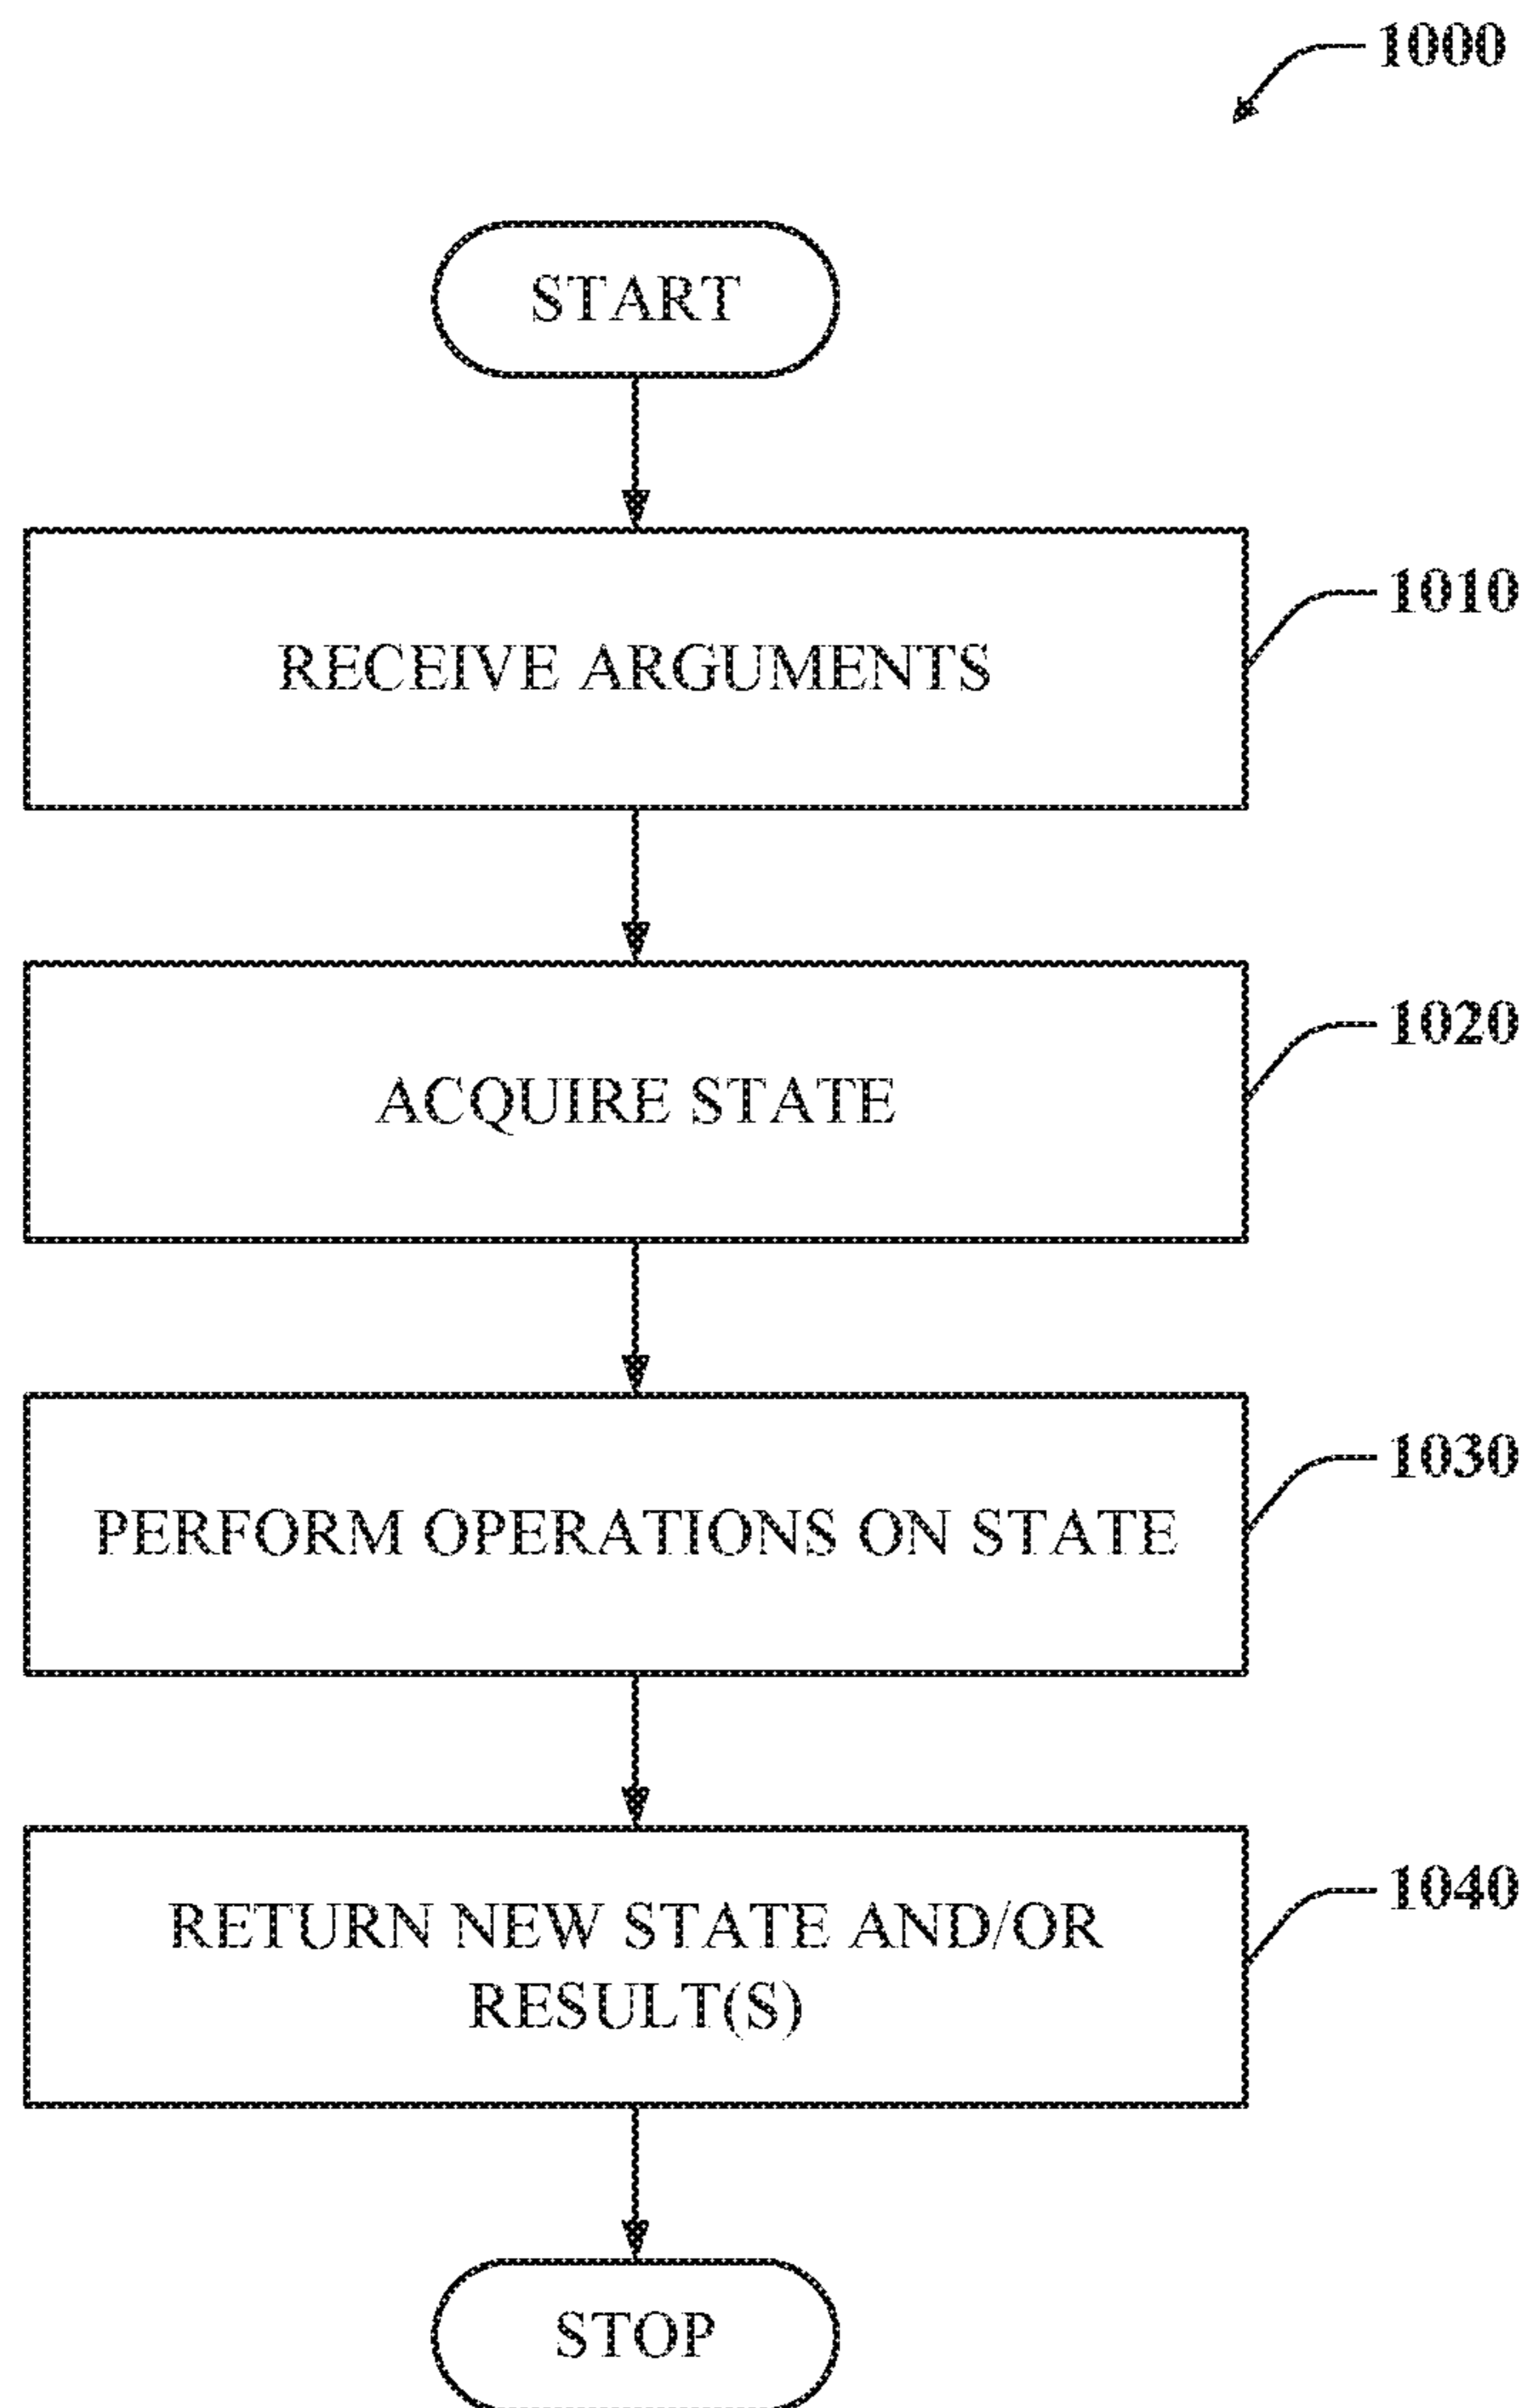 1000
START
RECEIVE ARGUMENTS
1010
ACQUIRE STATE
1020
PERFORM OPERATIONS ON STATE
1030
RETURN NEW STATE AND/OR
RESULT(S)
1040
STOP